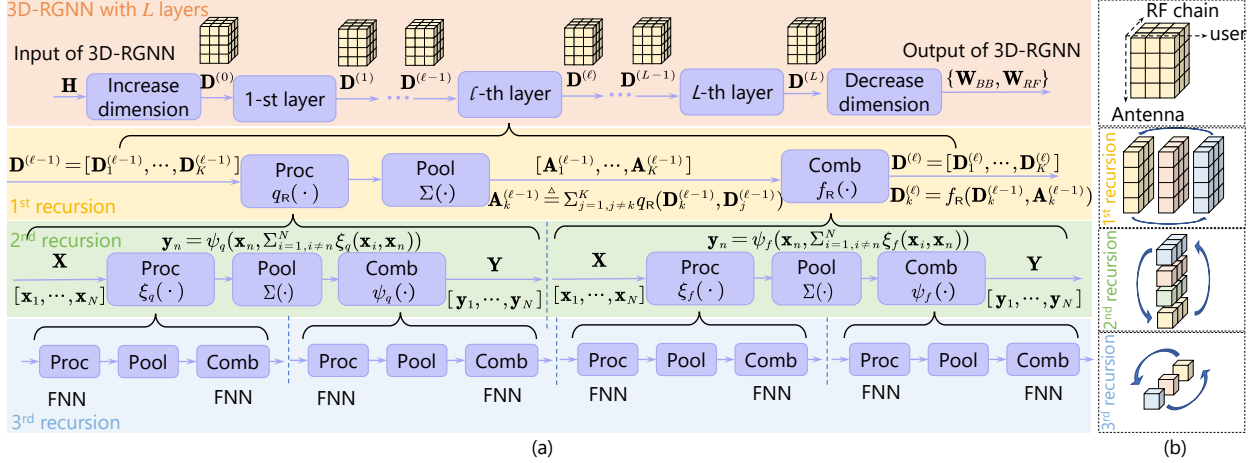 3D-RGNN with L layers
Input of 3D-RGNN
Output of 3D-RGNN
H
Increase dimension
D^(0)
1-st layer
D^(1)
D^(ℓ−1)
⋯
ℓ-th layer
D^(ℓ)
D^(L−1)
⋯
L-th layer
D^(L)
Decrease dimension
{W_BB, W_RF}
D^(ℓ−1)=[D_1^(ℓ−1),⋯,D_K^(ℓ−1)]
Proc
q_R(·)
Pool
Σ(·)
[A_1^(ℓ−1),⋯,A_K^(ℓ−1)]
A_k^(ℓ−1) ≜ Σ_{j=1,j≠k}^K q_R(D_k^(ℓ−1), D_j^(ℓ−1))
Comb
f_R(·)
D^(ℓ)=[D_1^(ℓ),⋯,D_K^(ℓ)]
D_k^(ℓ)=f_R(D_k^(ℓ−1), A_k^(ℓ−1))
1st recursion
2nd recursion
y_n=ψ_q(x_n, Σ_{i=1,i≠n}^N ξ_q(x_i, x_n))
X
[x_1,⋯,x_N]
Proc
ξ_q(·)
Pool
Σ(·)
Comb
ψ_q(·)
Y
[y_1,⋯,y_N]
y_n=ψ_f(x_n, Σ_{i=1,i≠n}^N ξ_f(x_i, x_n))
X
[x_1,⋯,x_N]
Proc
ξ_f(·)
Pool
Σ(·)
Comb
ψ_f(·)
Y
[y_1,⋯,y_N]
Proc
Pool
Comb
FNN
FNN
Proc
Pool
Comb
FNN
FNN
Proc
Pool
Comb
FNN
FNN
Proc
Pool
Comb
FNN
FNN
3rd recursion
(a)
RF chain
user
Antenna
1st recursion
2nd recursion
3rd recursion
(b)